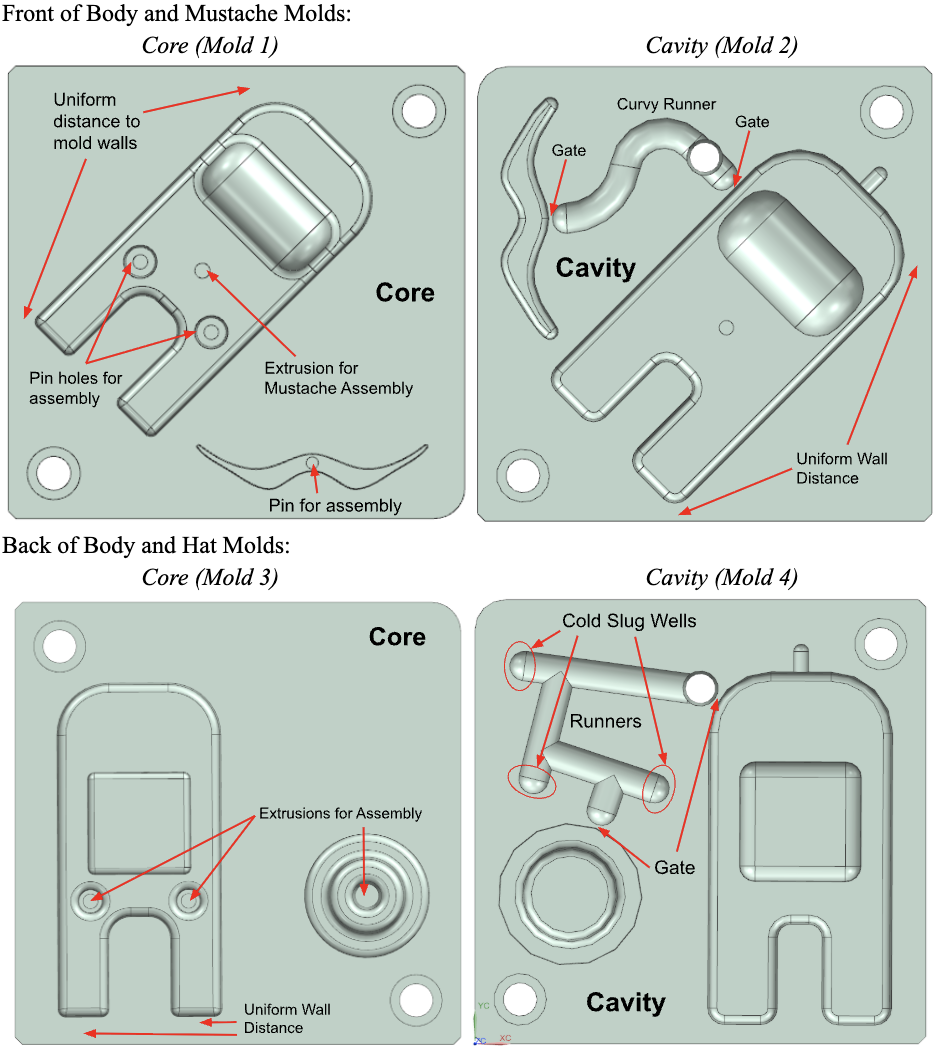 Front of Body and Mustache Molds:
Core (Mold 1)
Cavity (Mold 2)
Uniform
distance to
mold walls
Core
Pin holes for
assembly
Extrusion for
Mustache Assembly
Pin for assembly
Curvy Runner
Gate
Gate
Cavity
Uniform Wall
Distance
Back of Body and Hat Molds:
Core (Mold 3)
Cavity (Mold 4)
Core
Extrusions for Assembly
Uniform Wall
Distance
Cold Slug Wells
Runners
Gate
Cavity
YC
ZC
XC